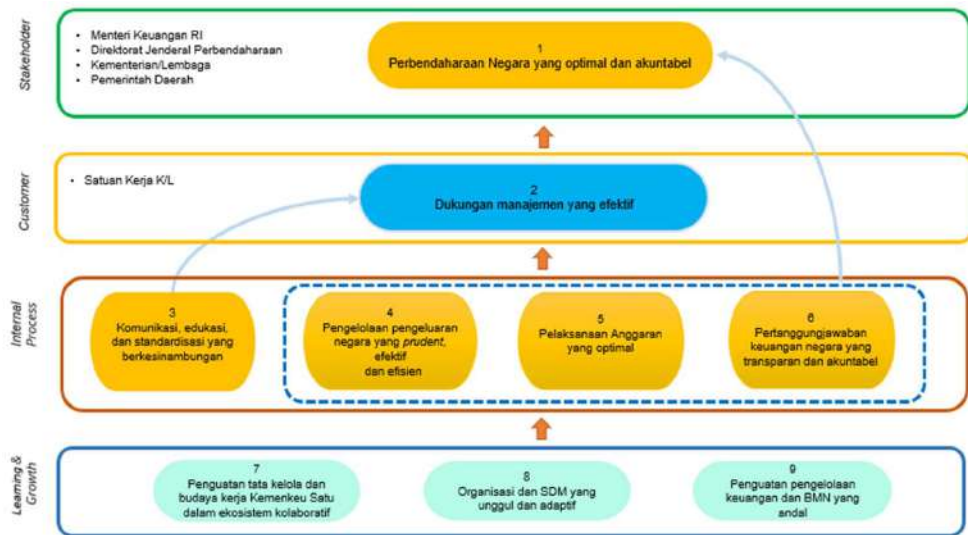 Stakeholder
• Menteri Keuangan RI
• Direktorat Jenderal Perbendaharaan
• Kementerian/Lembaga
• Pemerintah Daerah
1
Perbendaharaan Negara yang optimal dan akuntabel
Customer
• Satuan Kerja K/L
2
Dukungan manajemen yang efektif
Internal
Process
3
Komunikasi, edukasi,
dan standardisasi yang
berkesinambungan
4
Pengelolaan pengeluaran
negara yang prudent,
efektif
dan efisien
5
Pelaksanaan Anggaran
yang optimal
6
Pertanggungjawaban
keuangan negara yang
transparan dan akuntabel
Learning &
Growth
7
Penguatan tata kelola dan
budaya kerja Kemenkeu Satu
dalam ekosistem kolaboratif
8
Organisasi dan SDM yang
unggul dan adaptif
9
Penguatan pengelolaan
keuangan dan BMN yang
andal